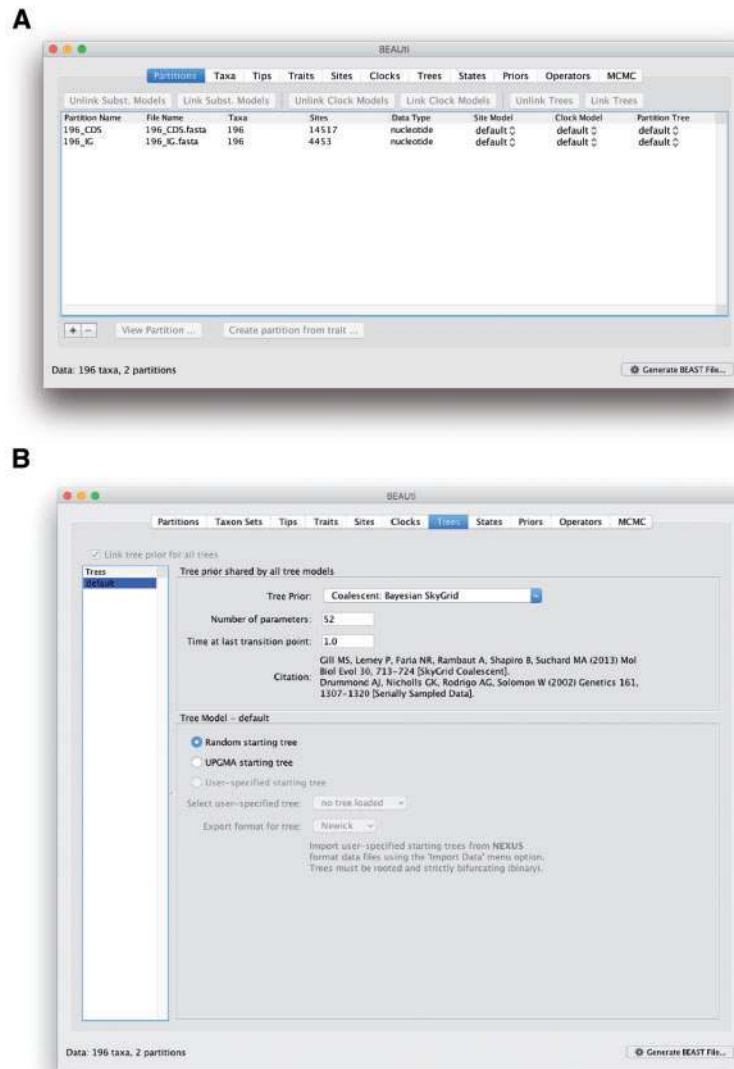 A
BEAUti
Partitions Taxa Tips Traits Sites Clocks Trees States Priors Operators MCMC
Unlink Subst. Models Link Subst. Models Unlink Clock Models Link Clock Models Unlink Trees Link Trees
Partition Name File Name Taxa Sites Data Type Site Model Clock Model Partition Tree
196_CDS 196_CDS.fasta 196 14517 nucleotide default default default
196_IG 196_IG.fasta 196 4453 nucleotide default default default
+ - View Partition ... Create partition from trait ...
Data: 196 taxa, 2 partitions Generate BEAST File...
B
BEAUti
Partitions Taxon Sets Tips Traits Sites Clocks Trees States Priors Operators MCMC
Link tree prior for all trees
Trees Tree prior shared by all tree models
default
Tree Prior: Coalescent: Bayesian SkyGrid
Number of parameters: 52
Time at last transition point: 1.0
Gill MS, Lemey P, Faria NR, Rambaut A, Shapiro B, Suchard MA (2013) Mol
Biol Evol 30, 713-724 [SkyGrid Coalescent].
Citation: Drummond AJ, Nicholls GK, Rodrigo AG, Solomon W (2002) Genetics 161,
1307-1320 [Serially Sampled Data].
Tree Model - default
Random starting tree
UPGMA starting tree
User-specified starting tree
Select user-specified tree: no tree loaded
Export format for tree: Newick
Import user-specified starting trees from NEXUS
format data files using the 'Import Data' menu option.
Trees must be rooted and strictly bifurcating (binary).
Data: 196 taxa, 2 partitions Generate BEAST File...